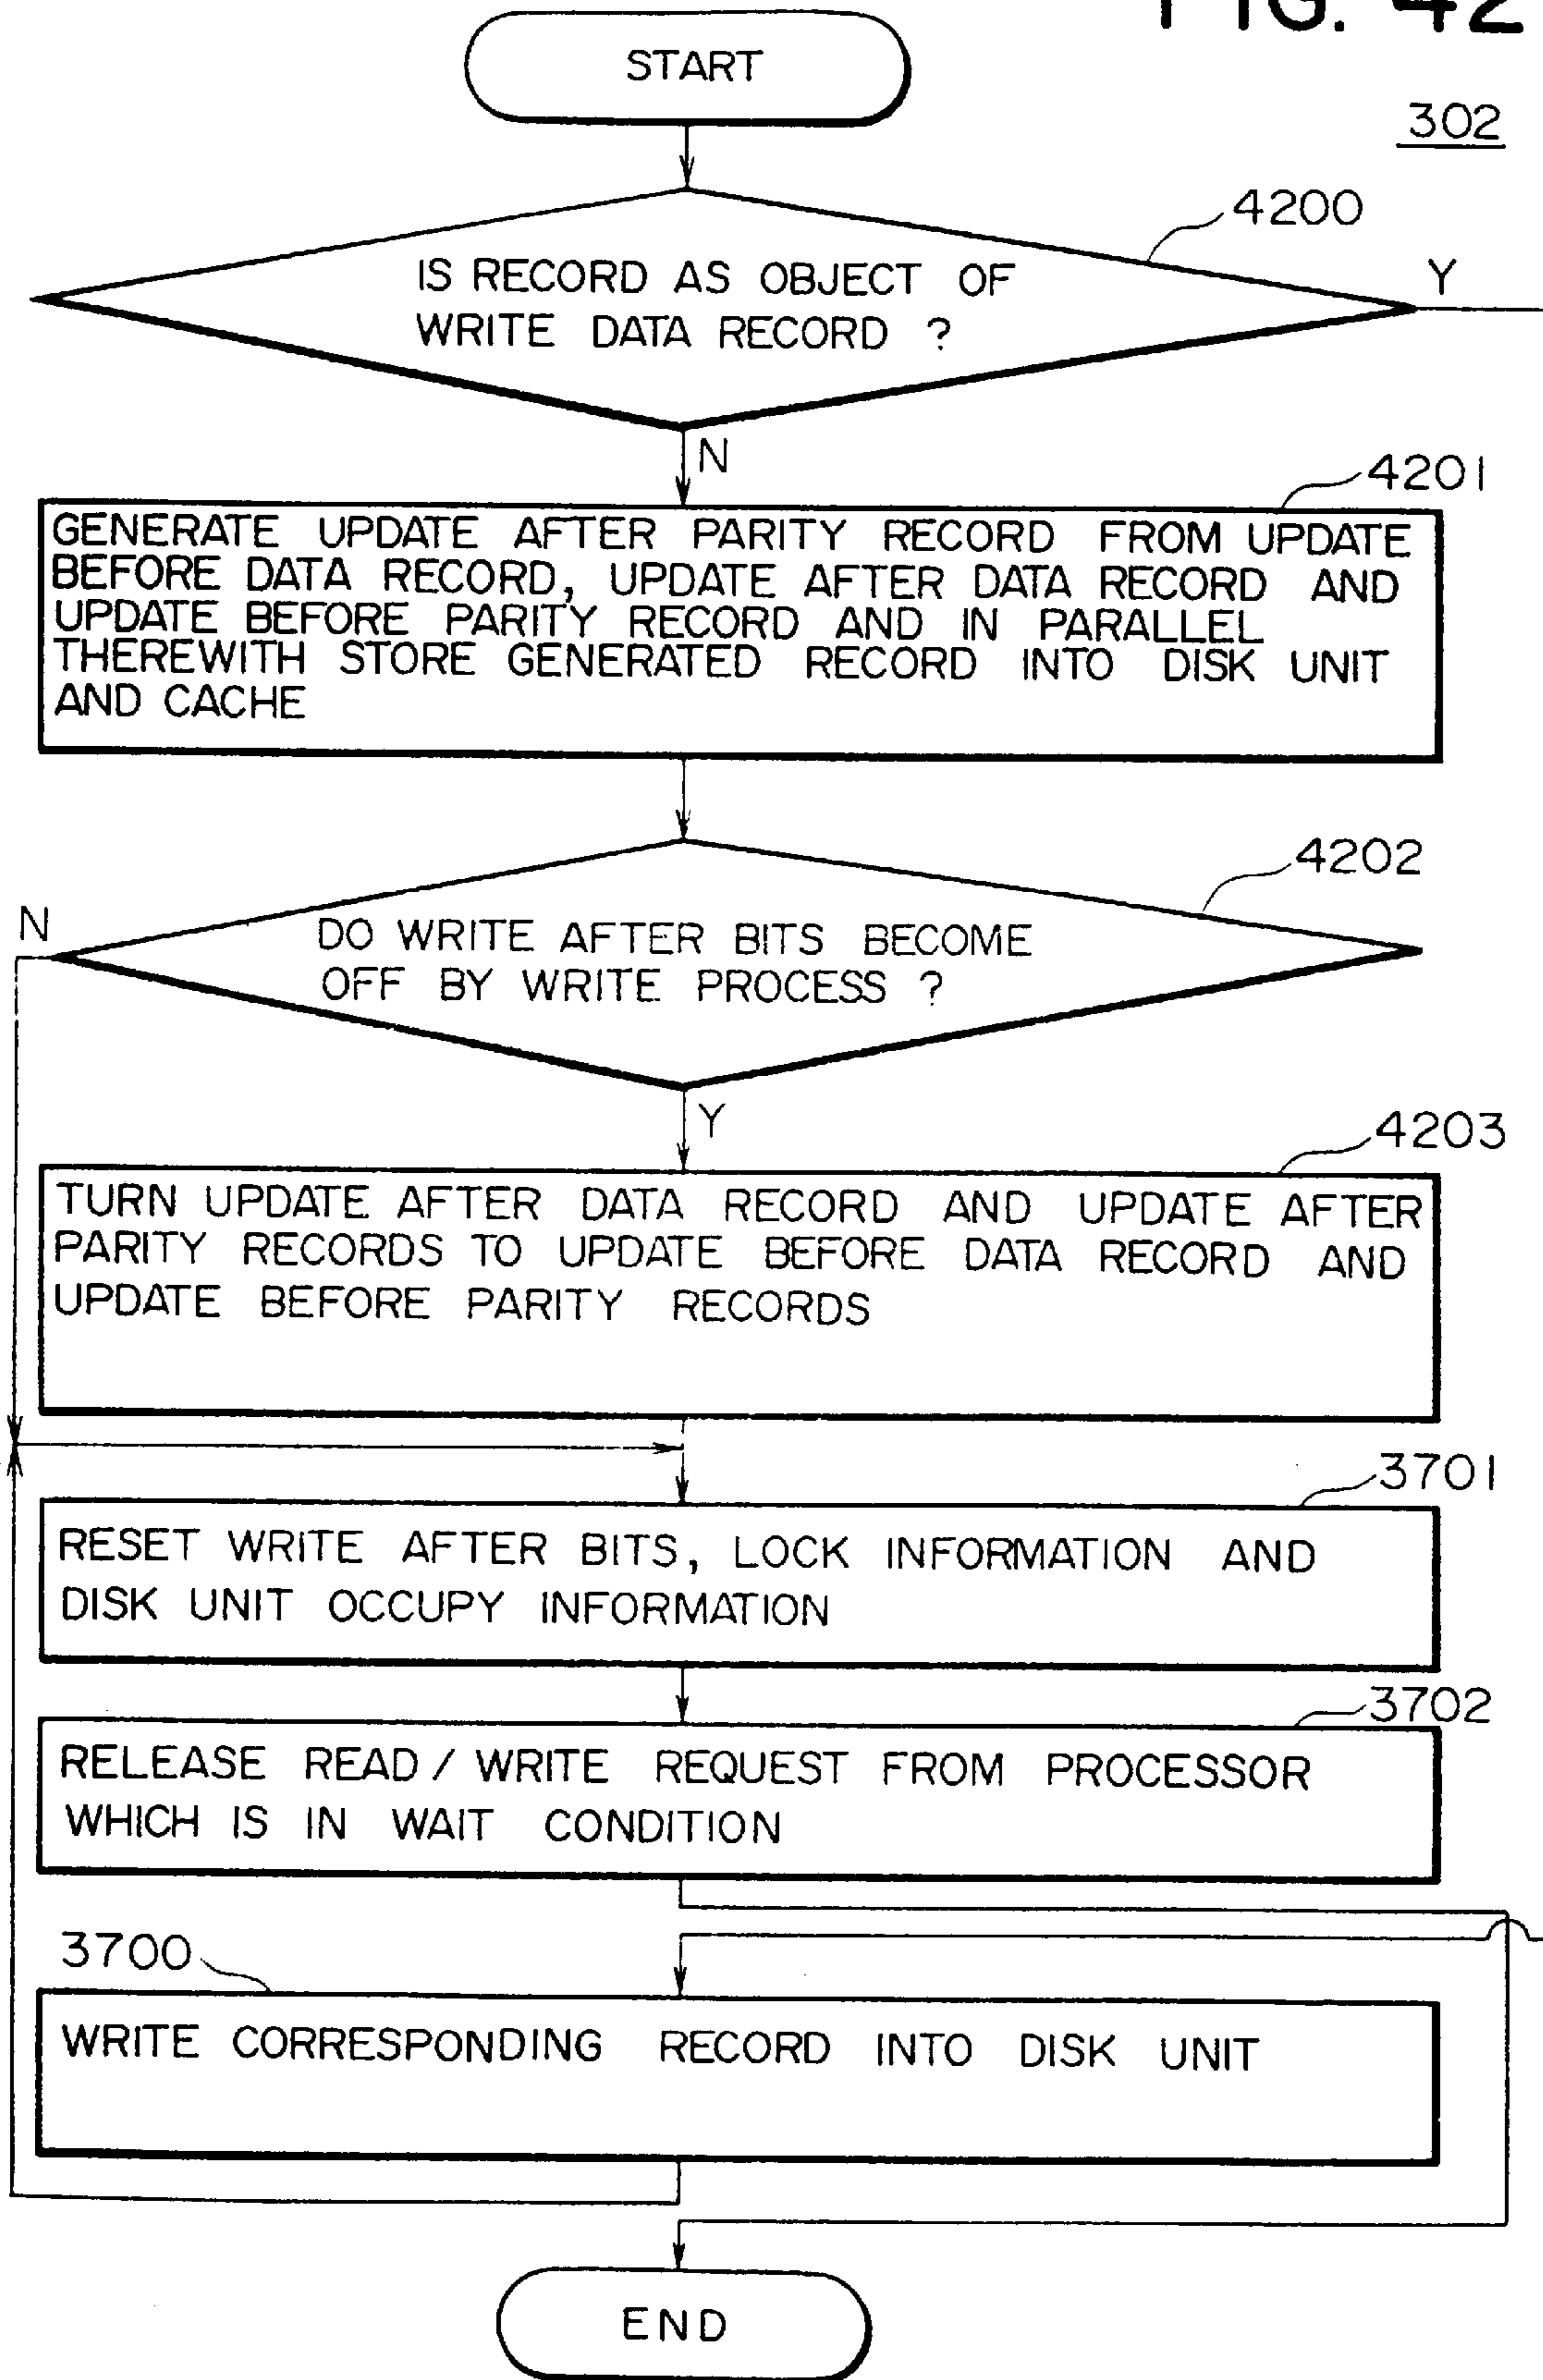 FIG. 42
302
START
4200
IS RECORD AS OBJECT OF
WRITE DATA RECORD ?
Y
N
4201
GENERATE UPDATE AFTER PARITY RECORD FROM UPDATE
BEFORE DATA RECORD, UPDATE AFTER DATA RECORD AND
UPDATE BEFORE PARITY RECORD AND IN PARALLEL
THEREWITH STORE GENERATED RECORD INTO DISK UNIT
AND CACHE
4202
N
DO WRITE AFTER BITS BECOME
OFF BY WRITE PROCESS ?
Y
4203
TURN UPDATE AFTER DATA RECORD AND UPDATE AFTER
PARITY RECORDS TO UPDATE BEFORE DATA RECORD AND
UPDATE BEFORE PARITY RECORDS
3701
RESET WRITE AFTER BITS, LOCK INFORMATION AND
DISK UNIT OCCUPY INFORMATION
3702
RELEASE READ / WRITE REQUEST FROM PROCESSOR
WHICH IS IN WAIT CONDITION
3700
WRITE CORRESPONDING RECORD INTO DISK UNIT
END